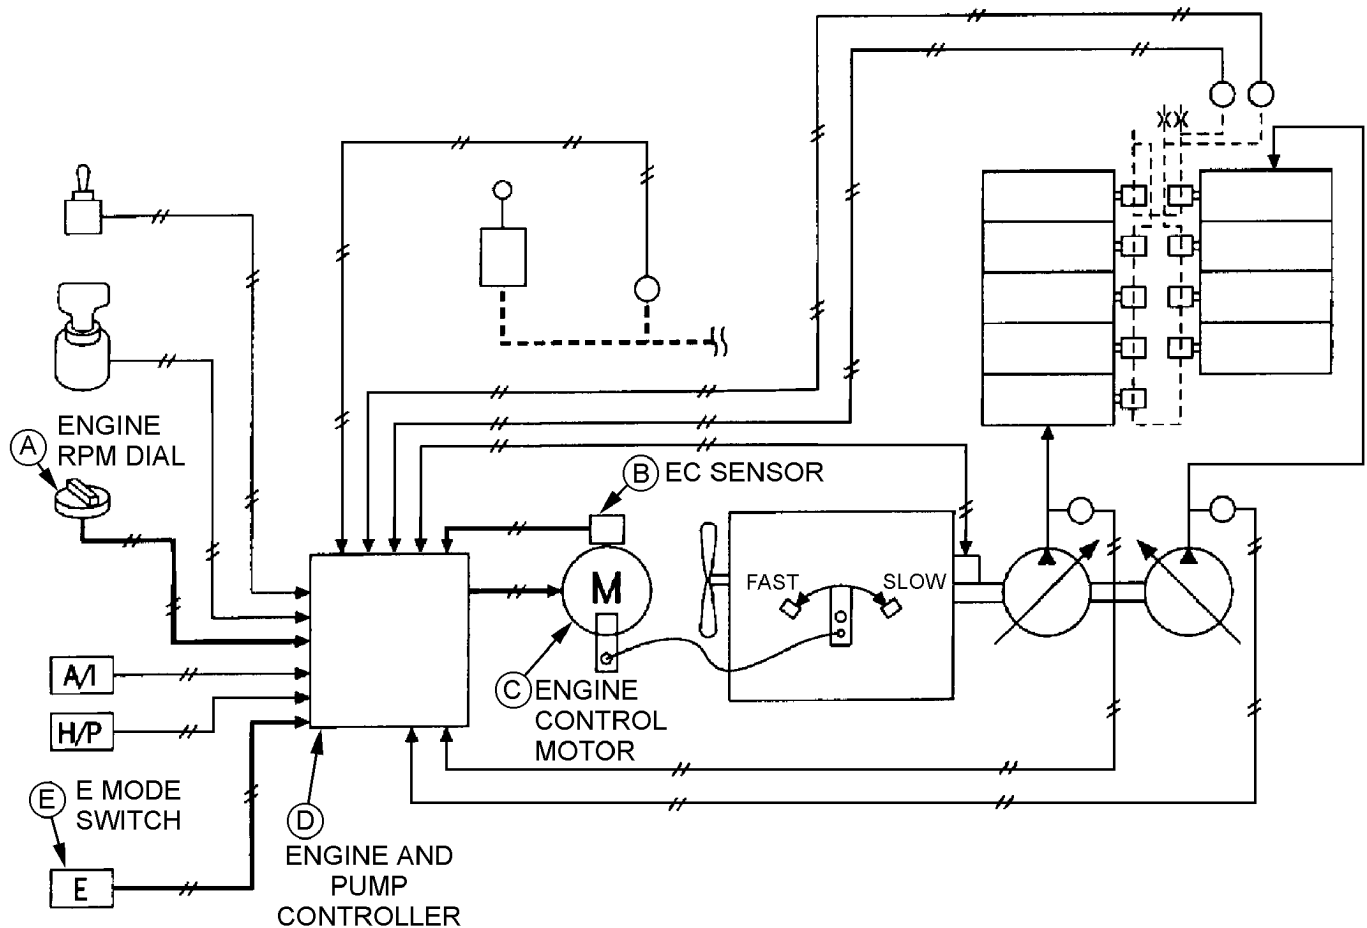 A
ENGINE
RPM DIAL
B
EC SENSOR
M
FAST
SLOW
A/I
C
ENGINE
CONTROL
MOTOR
H/P
E
E MODE
SWITCH
D
ENGINE AND
PUMP
CONTROLLER
E